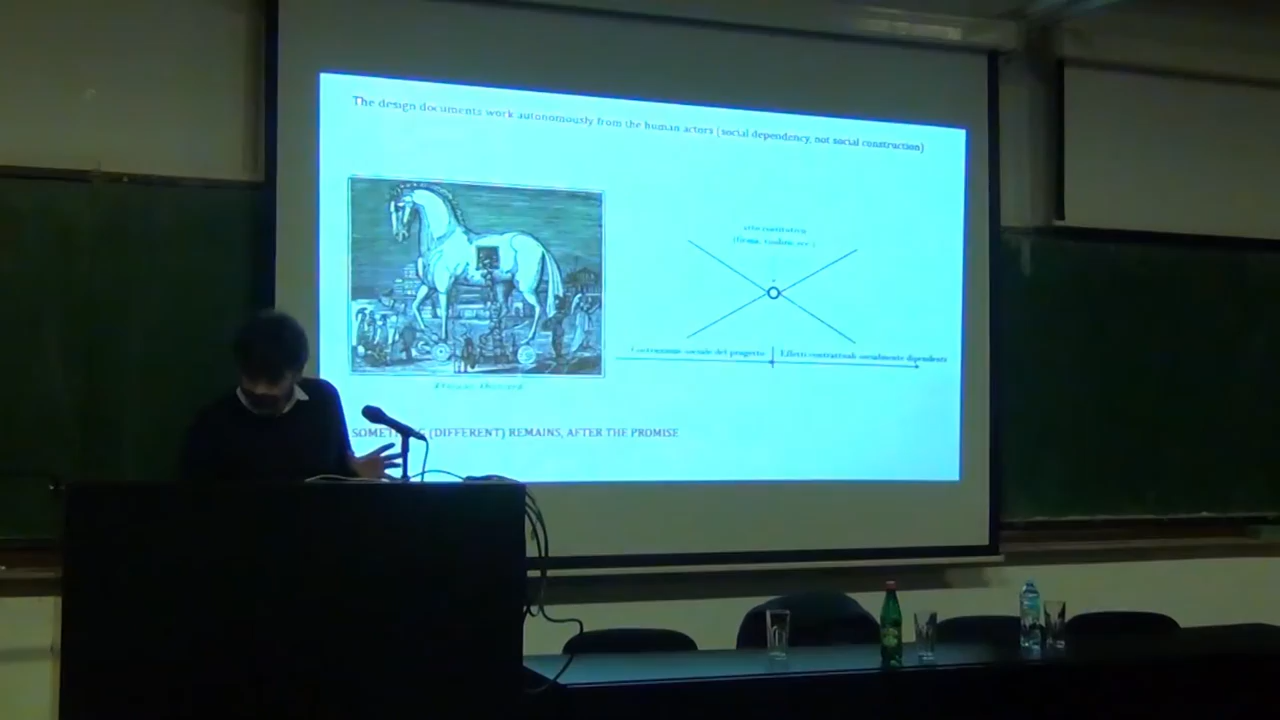 The design documents work autonomously from the human actors (social dependency, not social construction)
(firma,
sociale del progetto
Effetti contrattuali socialmente dipendenti
(DIFFERENT) REMAINS, AFTER THE PROMISE